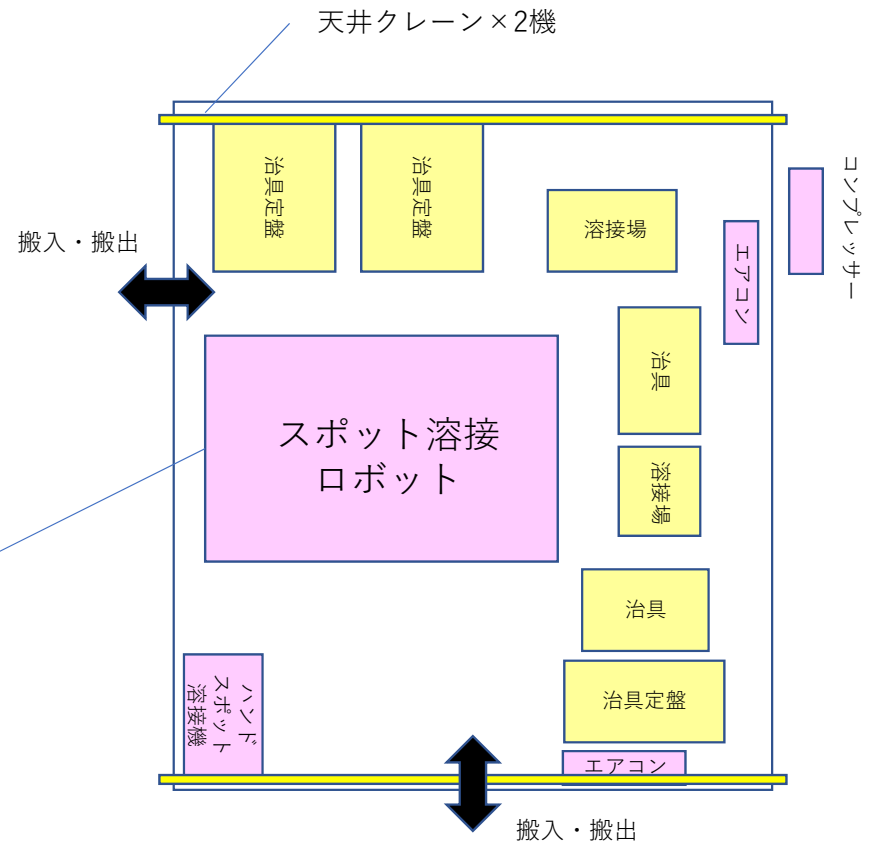 天井クレーン×2機
治具定盤
治具定盤
溶接場
コンプレッサー
搬入・搬出
エアコン
治具
スポット溶接
ロボット
溶接場
治具
ハンド
スポット
溶接機
治具定盤
エアコン
搬入・搬出